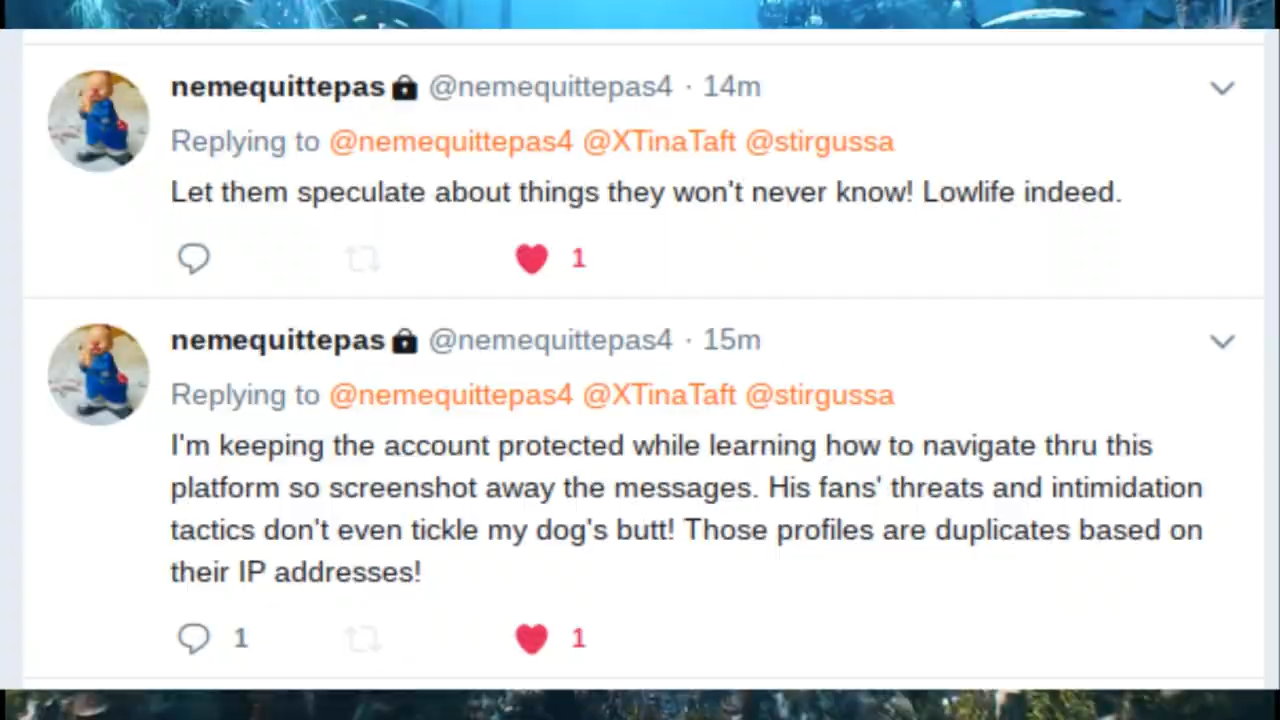 nemequittepas @nemequittepas4 · 14m
Replying to @nemequittepas4 @XTinaTaft @stirgussa
Let them speculate about things they won't never know! Lowlife indeed.
1
nemequittepas @nemequittepas4 · 15m
Replying to @nemequittepas4 @XTinaTaft @stirgussa
I'm keeping the account protected while learning how to navigate thru this
platform so screenshot away the messages. His fans' threats and intimidation
tactics don't even tickle my dog's butt! Those profiles are duplicates based on
their IP addresses!
1 1